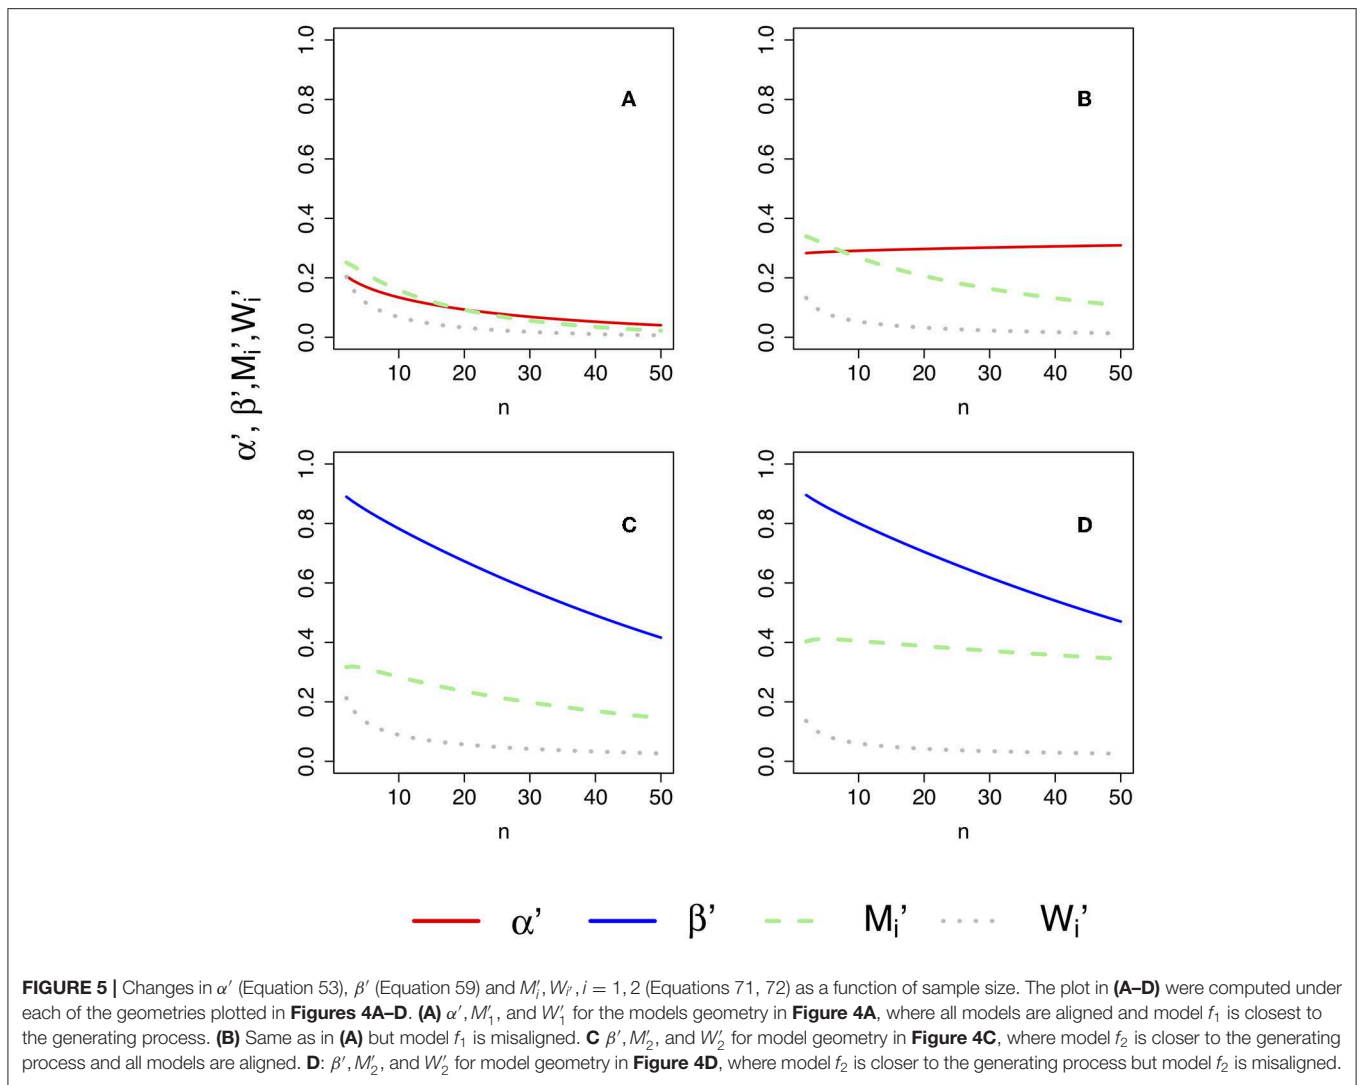 α', β',Mᵢ',Wᵢ'
A
1.0
0.8
0.6
0.4
0.2
0.0
10 20 30 40 50
n
B
1.0
0.8
0.6
0.4
0.2
0.0
10 20 30 40 50
n
C
1.0
0.8
0.6
0.4
0.2
0.0
10 20 30 40 50
n
D
1.0
0.8
0.6
0.4
0.2
0.0
10 20 30 40 50
n
α' β' Mᵢ' Wᵢ'
FIGURE 5 | Changes in α′ (Equation 53), β′ (Equation 59) and M′ᵢ, Wᵢ′, i = 1, 2 (Equations 71, 72) as a function of sample size. The plot in (A–D) were computed under
each of the geometries plotted in Figures 4A–D. (A) α′, M′₁, and W′₁ for the models geometry in Figure 4A, where all models are aligned and model f₁ is closest to
the generating process. (B) Same as in (A) but model f₁ is misaligned. C β′, M′₂, and W′₂ for model geometry in Figure 4C, where model f₂ is closer to the generating
process and all models are aligned. D: β′, M′₂, and W′₂ for model geometry in Figure 4D, where model f₂ is closer to the generating process but model f₂ is misaligned.